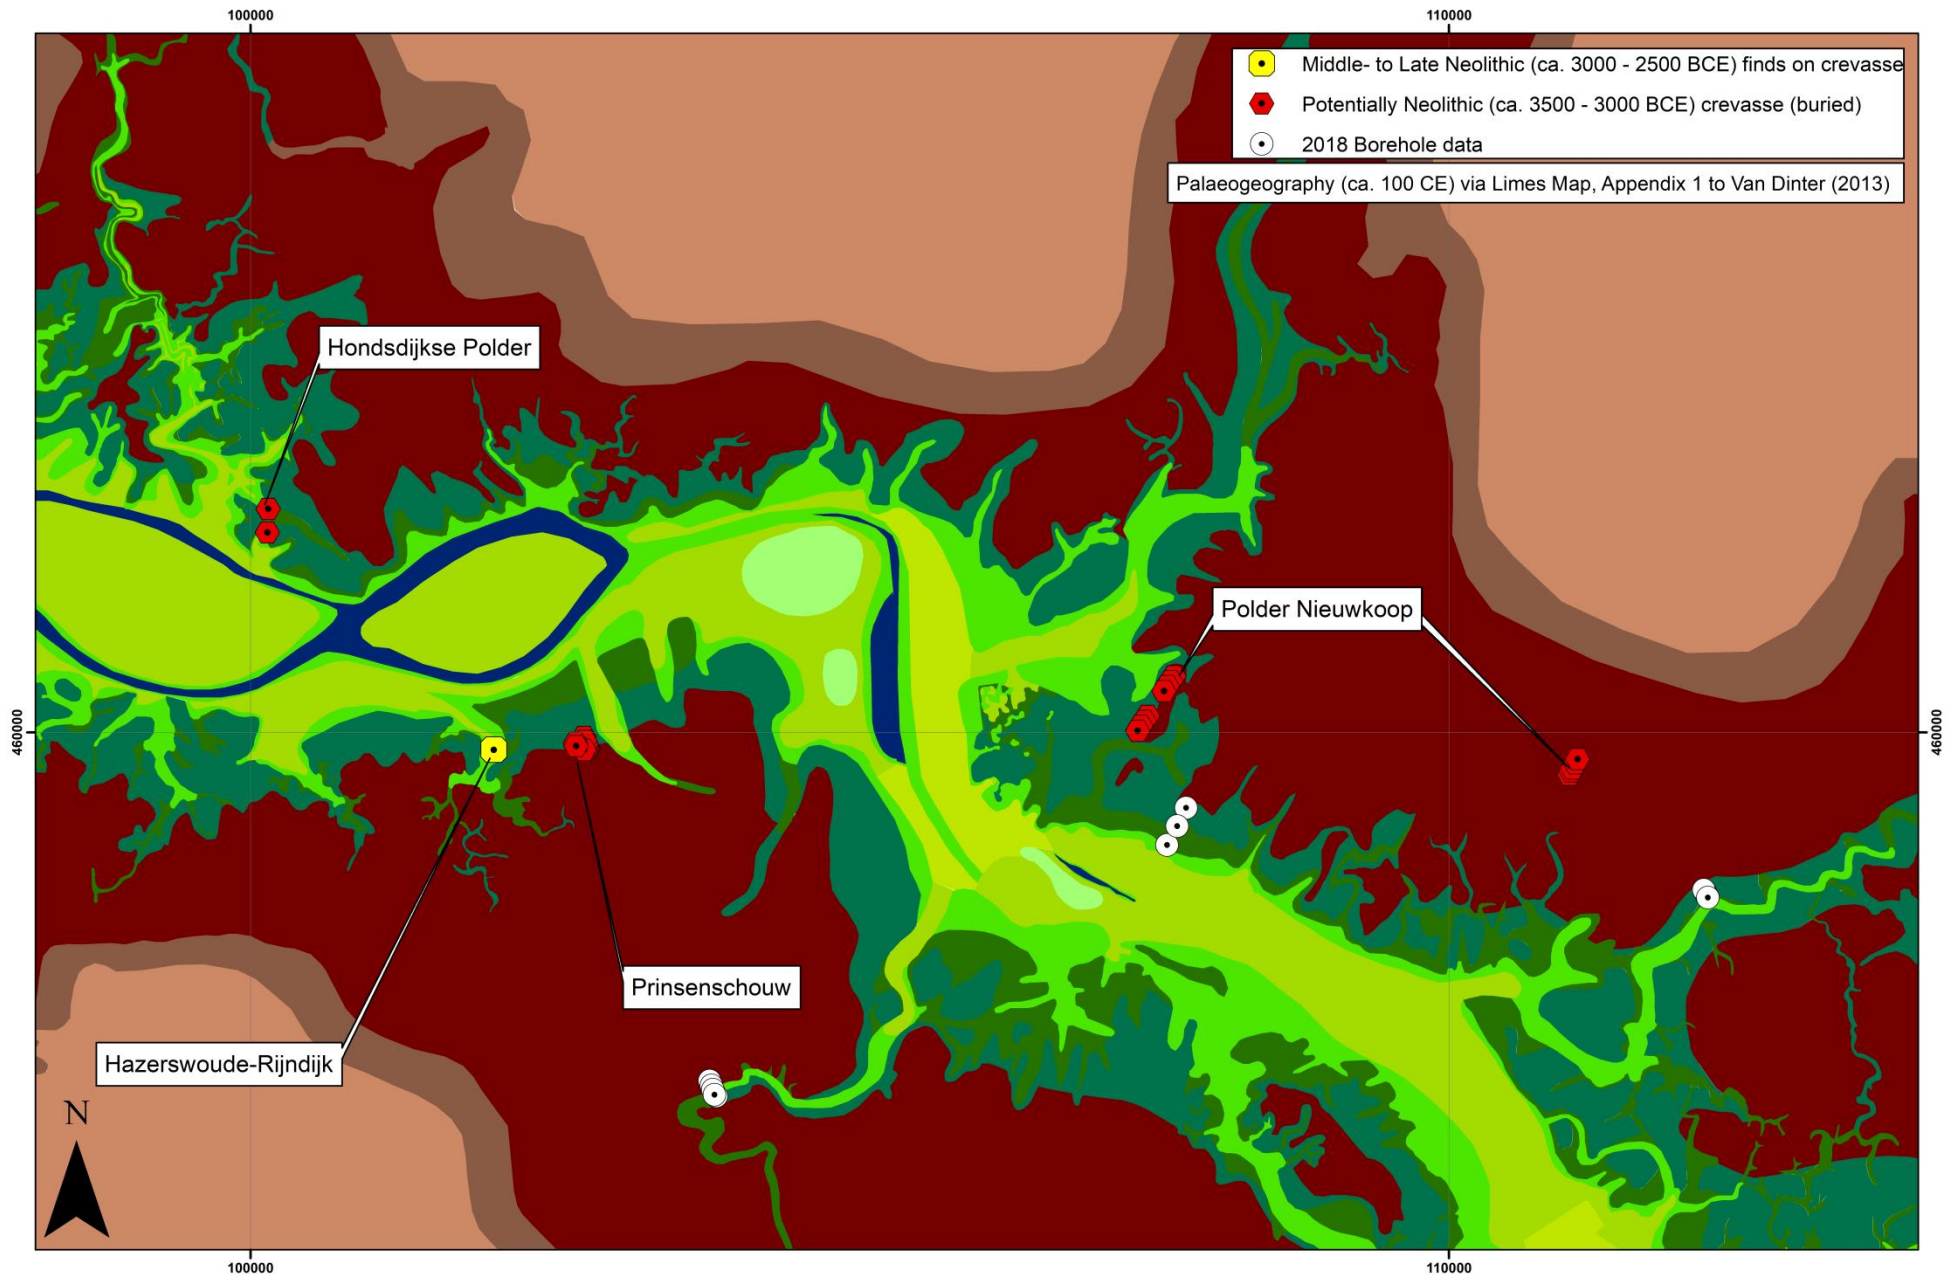 100000
110000
Middle- to Late Neolithic (ca. 3000 - 2500 BCE) finds on crevasse
Potentially Neolithic (ca. 3500 - 3000 BCE) crevasse (buried)
2018 Borehole data
Palaeogeography (ca. 100 CE) via Limes Map, Appendix 1 to Van Dinter (2013)
Hondsdijkse Polder
Polder Nieuwkoop
460000
460000
Prinsenschouw
Hazerswoude-Rijndijk
N
100000
110000